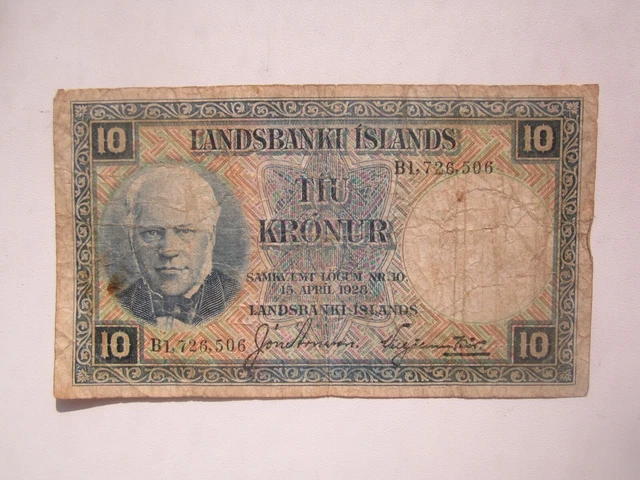 10 LANDSBANKI ÍSLANDS 10
B1,726,506
TÍU
KRÓNUR
SAMKVÆMT LÖGUM NR. 10
15. APRÍL 1928
LANDSBANKI ÍSLANDS
10 B1,726,506 10